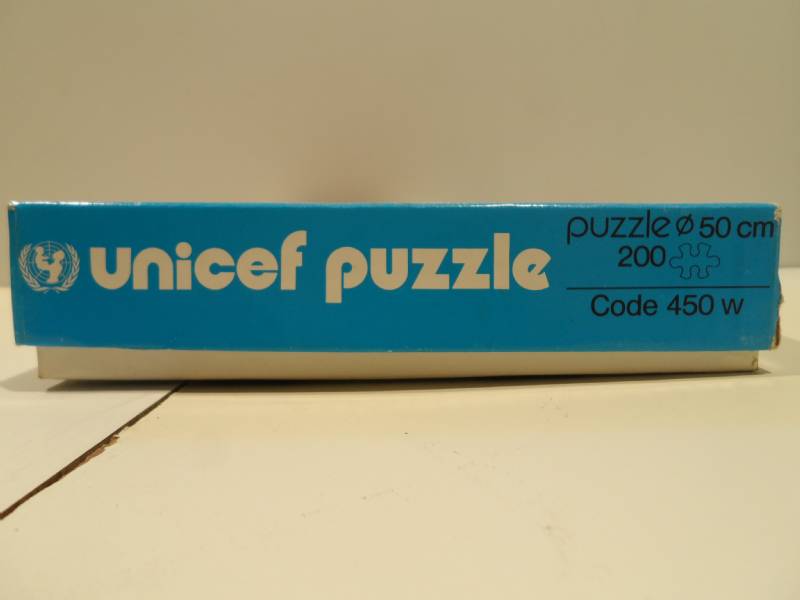 unicef puzzle
puzzle ø 50 cm
200
Code 450 w